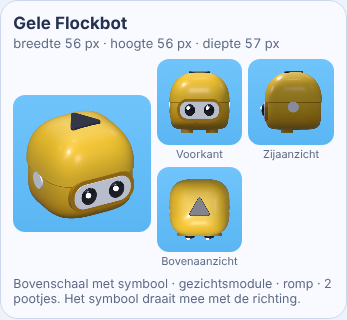 Gele Flockbot
breedte 56 px · hoogte 56 px · diepte 57 px
Voorkant
Zijaanzicht
Bovenaanzicht
Bovenschaal met symbool · gezichtsmodule · romp · 2
pootjes. Het symbool draait mee met de richting.